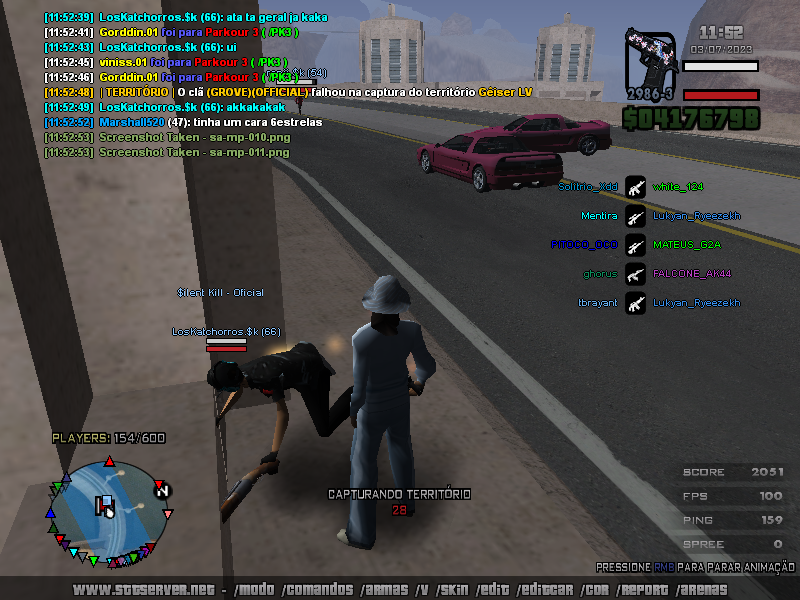 [11:52:39] LosKatchorros.$k (66): ata ta geral ja kaka
[11:52:41] Gorddin.01 foi para Parkour 3 ( /PK3 )
[11:52:43] LosKatchorros.$k (66): ui
[11:52:45] viniss.01 foi para Parkour 3 ( /PK3 )
[11:52:46] Gorddin.01 foi para Parkour 3 ( /PK3 )
[11:52:48] | TERRITÓRIO | O clã (GROVE)(OFFICIAL) falhou na captura do território Géiser LV
[11:52:49] LosKatchorros.$k (66): akkakakak
[11:52:52] Marshall520 (47): tinha um cara 6estrelas
[11:52:53] Screenshot Taken - sa-mp-010.png
[11:52:53] Screenshot Taken - sa-mp-011.png
11:52
03/07/2023
2986-3
$04176798
Solitrio_Xdd white_124
Mentira Lukyan_Ryeezekh
PITOCO_OCO MATEUS_G2A
ghorus FALCONE_AK44
tbrayant Lukyan_Ryeezekh
$ilent Kill - Oficial
LosKatchorros.$k (66)
PLAYERS: 154/600
N
CAPTURANDO TERRITÓRIO
28
SCORE 2051
FPS 100
PING 159
SPREE 0
PRESSIONE RMB PARA PARAR ANIMAÇÃO
www.sttserver.net - /modo /comandos /armas /v /skin /edit /editcar /cor /report /arenas